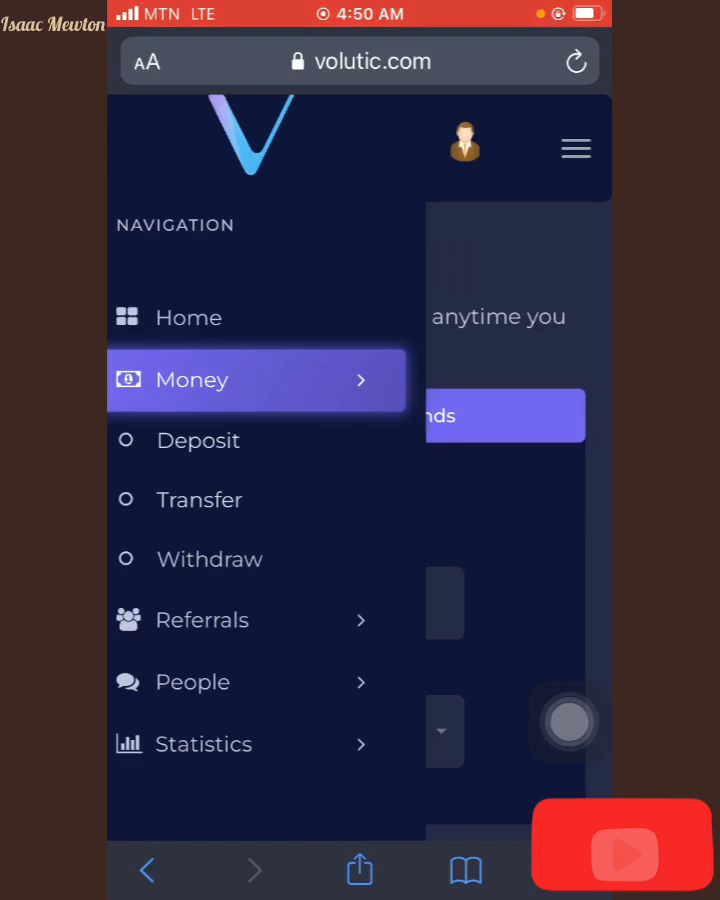 Isaac Mewton
MTN LTE 4:50 AM
AA volutic.com
NAVIGATION
Home
anytime you
Money
nds
Deposit
Transfer
Withdraw
Referrals
People
Statistics